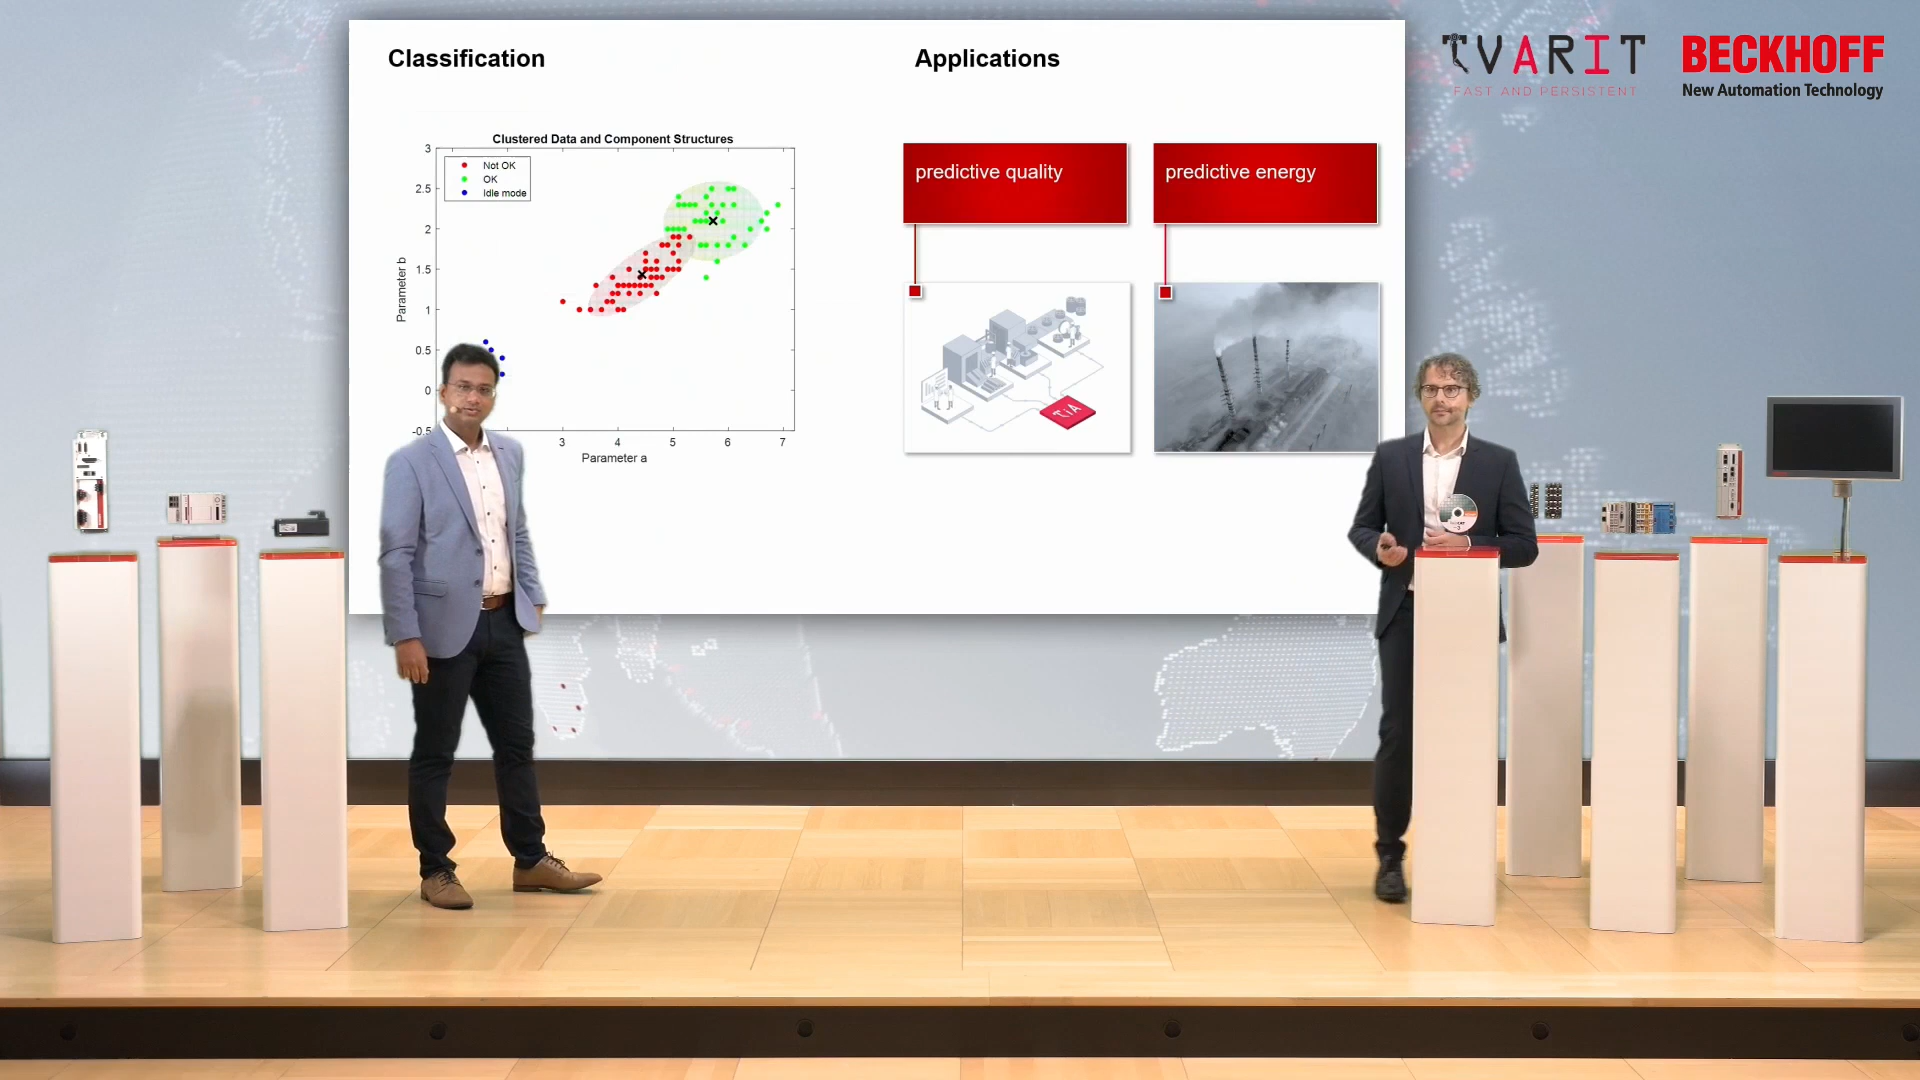 Classification
Applications
TVARIT
FAST AND PERSISTENT
BECKHOFF
New Automation Technology
Clustered Data and Component Structures
Not OK
OK
Idle mode
3
2.5
2
1.5
1
0.5
0
-0.5
Parameter b
3 4 5 6 7
Parameter a
predictive quality
predictive energy
TiA